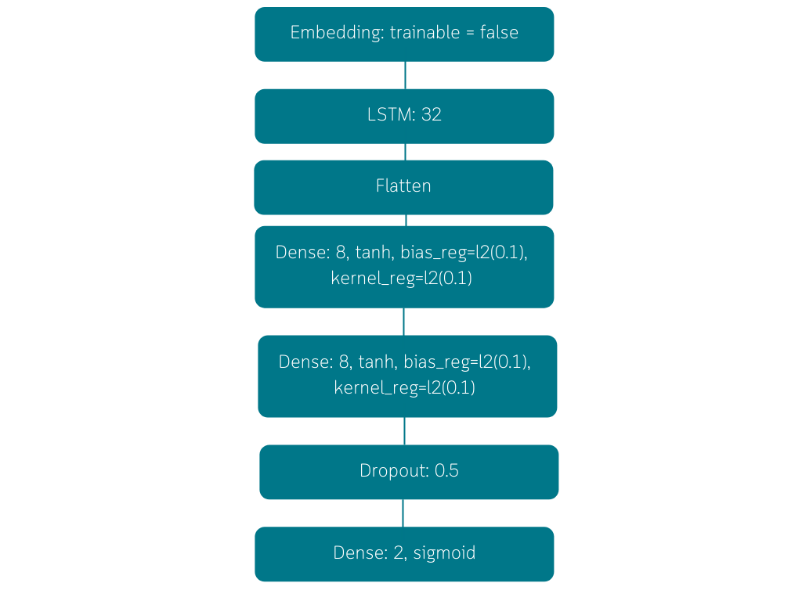 Embedding: trainable = false
LSTM: 32
Flatten
Dense: 8, tanh, bias_reg=l2(0.1),
kernel_reg=l2(0.1)
Dense: 8, tanh, bias_reg=l2(0.1),
kernel_reg=l2(0.1)
Dropout: 0.5
Dense: 2, sigmoid